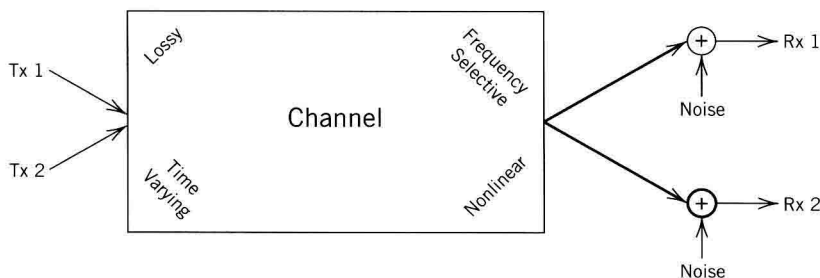 Lossy
Frequency
Selective
Rx 1
Tx 1
Noise
Channel
Tx 2
Time
Varying
Nonlinear
Rx 2
Noise